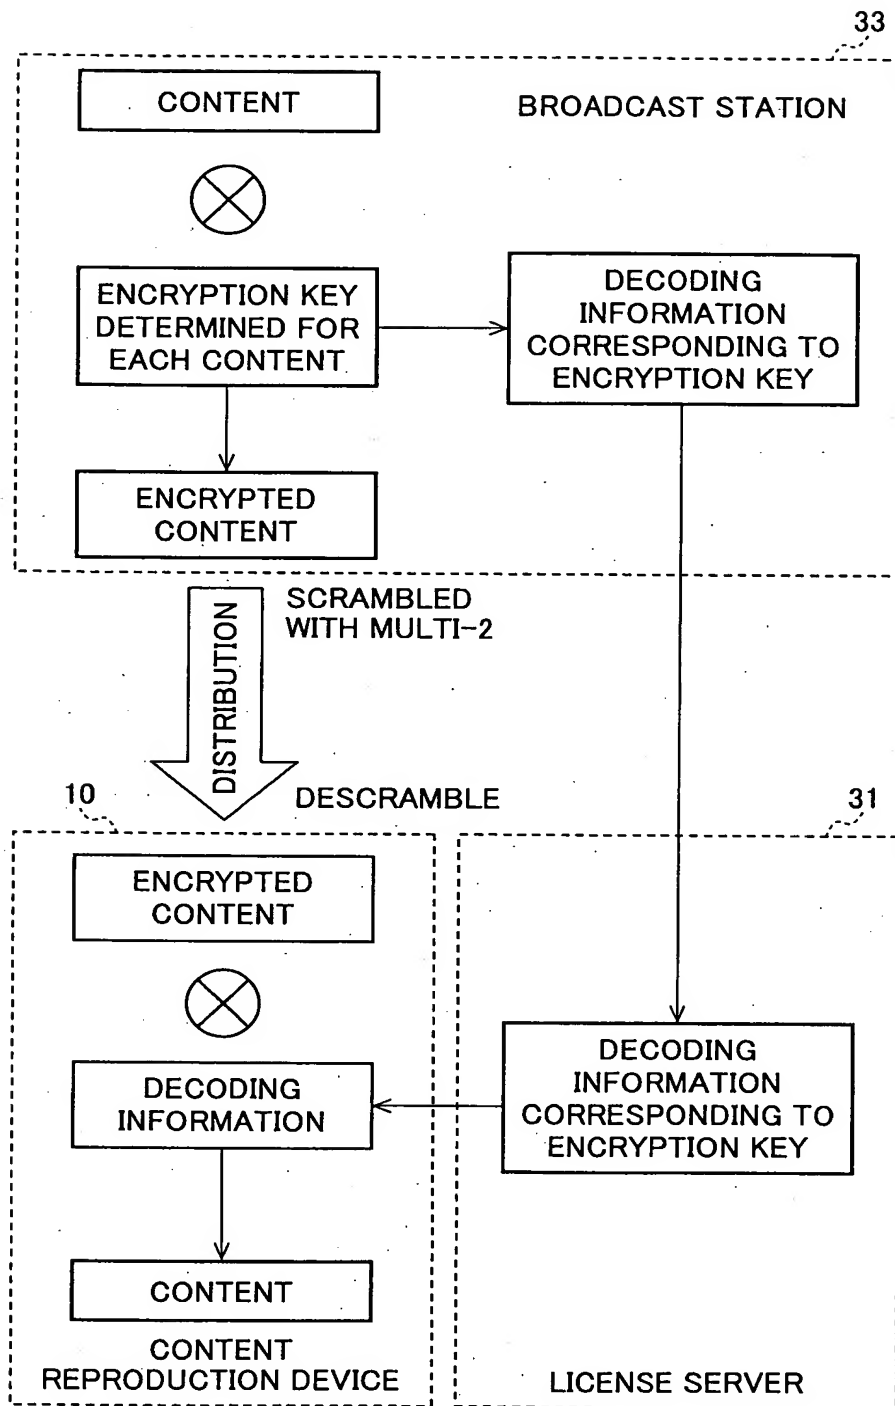 33
CONTENT
BROADCAST STATION
ENCRYPTION KEY
DETERMINED FOR
EACH CONTENT
DECODING
INFORMATION
CORRESPONDING TO
ENCRYPTION KEY
ENCRYPTED
CONTENT
SCRAMBLED
WITH MULTI-2
DISTRIBUTION
DESCRAMBLE
10
31
ENCRYPTED
CONTENT
DECODING
INFORMATION
DECODING
INFORMATION
CORRESPONDING TO
ENCRYPTION KEY
CONTENT
CONTENT
REPRODUCTION DEVICE
LICENSE SERVER